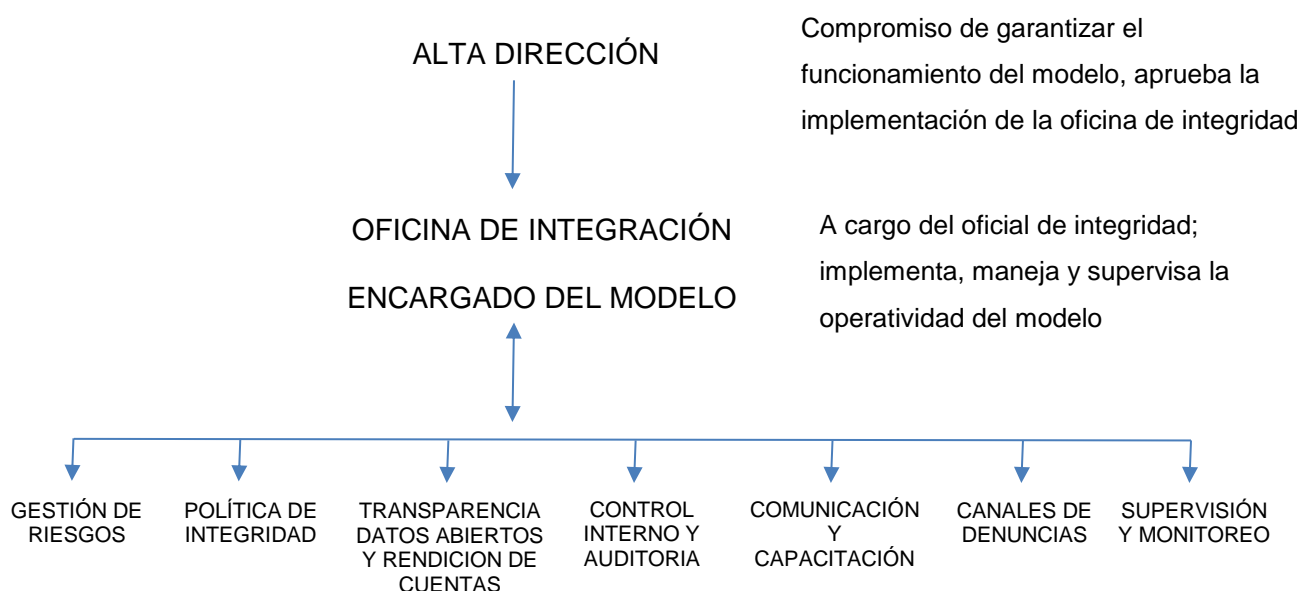 ALTA DIRECCIÓN
Compromiso de garantizar el
funcionamiento del modelo, aprueba la
implementación de la oficina de integridad
OFICINA DE INTEGRACIÓN
ENCARGADO DEL MODELO
A cargo del oficial de integridad;
implementa, maneja y supervisa la
operatividad del modelo
GESTIÓN DE
RIESGOS
POLÍTICA DE
INTEGRIDAD
TRANSPARENCIA
DATOS ABIERTOS
Y RENDICION DE
CUENTAS
CONTROL
INTERNO Y
AUDITORIA
COMUNICACIÓN
Y
CAPACITACIÓN
CANALES DE
DENUNCIAS
SUPERVISIÓN
Y MONITOREO